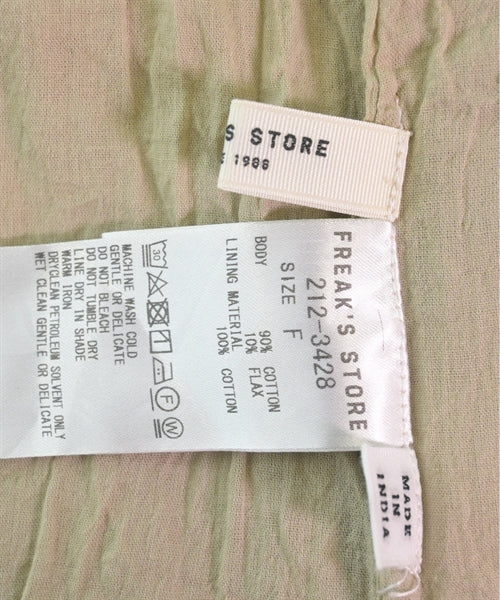 S STORE
1988
FREAK'S STORE
212-3428
SIZE F
BODY 90% COTTON
10% FLAX
LINING MATERIAL 100% COTTON
30
F W
MACHINE WASH COLD
GENTLE OR DELICATE
DO NOT BLEACH
DO NOT TUMBLE DRY
LINE DRY IN SHADE
WARM IRON
DRYCLEAN PETROLEUM SOLVENT ONLY
WET CLEAN GENTLE OR DELICATE
MADE
IN
INDIA